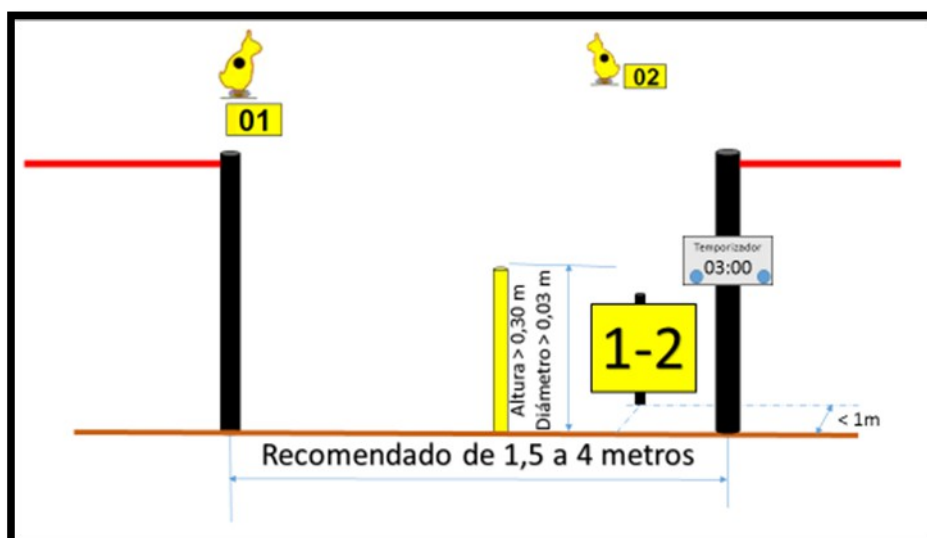 01
02
Temporizador
03:00
Altura > 0,30 m
Diámetro > 0,03 m
1-2
< 1m
Recomendado de 1,5 a 4 metros